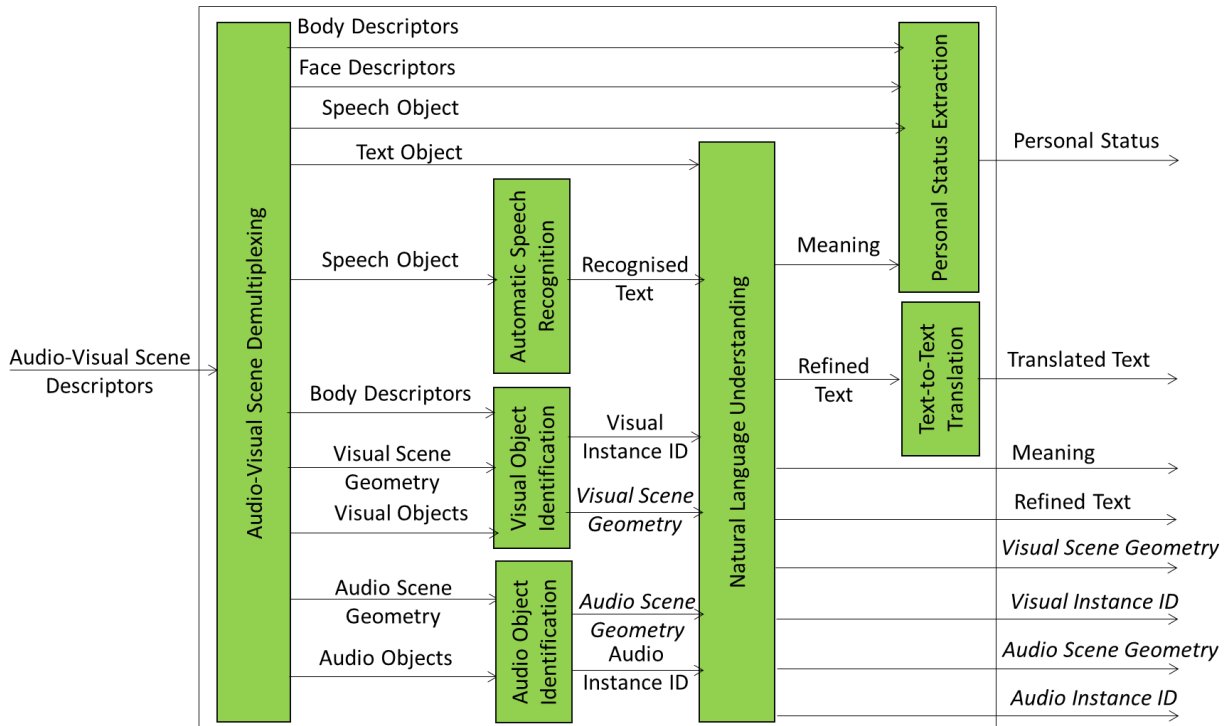 Body Descriptors
Face Descriptors
Speech Object
Text Object
Speech Object
Audio-Visual Scene
Descriptors
Body Descriptors
Visual Scene
Geometry
Visual Objects
Audio Scene
Geometry
Audio Objects
Audio-Visual Scene Demultiplexing
Automatic Speech
Recognition
Visual Object
Identification
Audio Object
Identification
Recognised
Text
Visual
Instance ID
Visual Scene
Geometry
Audio Scene
Geometry
Audio
Instance ID
Natural Language Understanding
Meaning
Refined
Text
Personal Status Extraction
Text-to-Text
Translation
Personal Status
Translated Text
Meaning
Refined Text
Visual Scene Geometry
Visual Instance ID
Audio Scene Geometry
Audio Instance ID